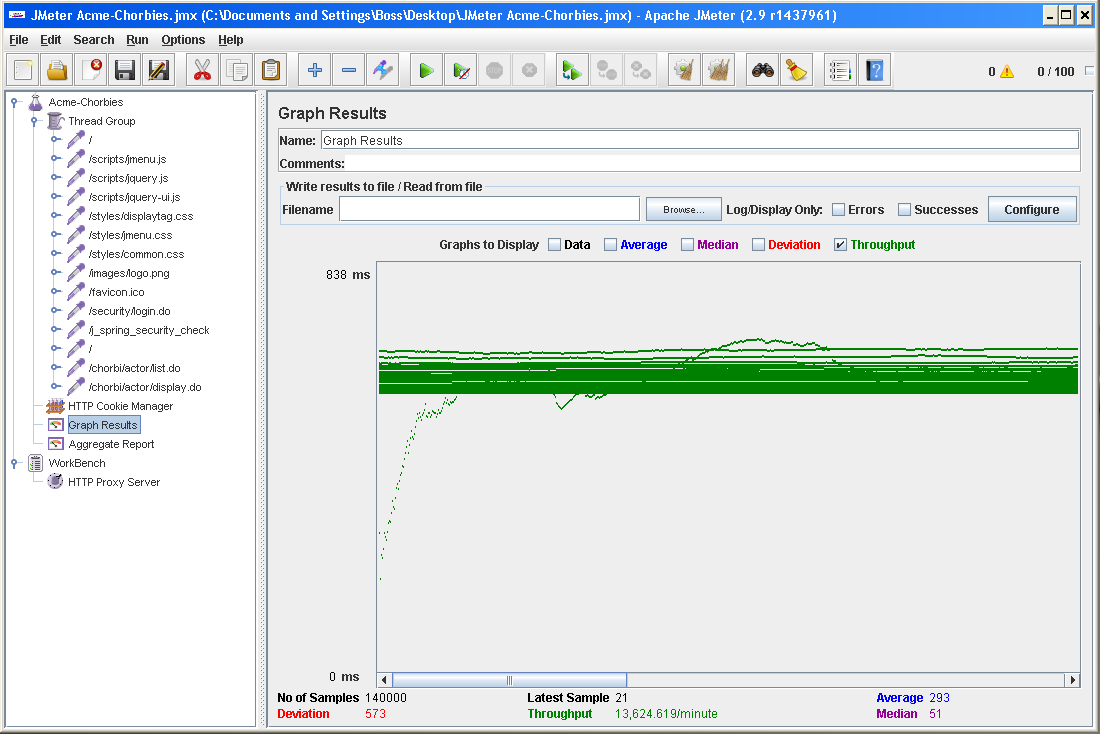 JMeter Acme-Chorbies.jmx (C:\Documents and Settings\Boss\Desktop\JMeter Acme-Chorbies.jmx) - Apache JMeter (2.9 r1437961)
File Edit Search Run Options Help
0 0 / 100
Acme-Chorbies
Thread Group
/
/scripts/jmenu.js
/scripts/jquery.js
/scripts/jquery-ui.js
/styles/displaytag.css
/styles/jmenu.css
/styles/common.css
/images/logo.png
/favicon.ico
/security/login.do
/j_spring_security_check
/
/chorbi/actor/list.do
/chorbi/actor/display.do
HTTP Cookie Manager
Graph Results
Aggregate Report
WorkBench
HTTP Proxy Server
Graph Results
Name: Graph Results
Comments:
Write results to file / Read from file
Filename Browse... Log/Display Only: Errors Successes Configure
Graphs to Display Data Average Median Deviation Throughput
838 ms
0 ms
No of Samples 140000 Latest Sample 21 Average 293
Deviation 573 Throughput 13,624.619/minute Median 51